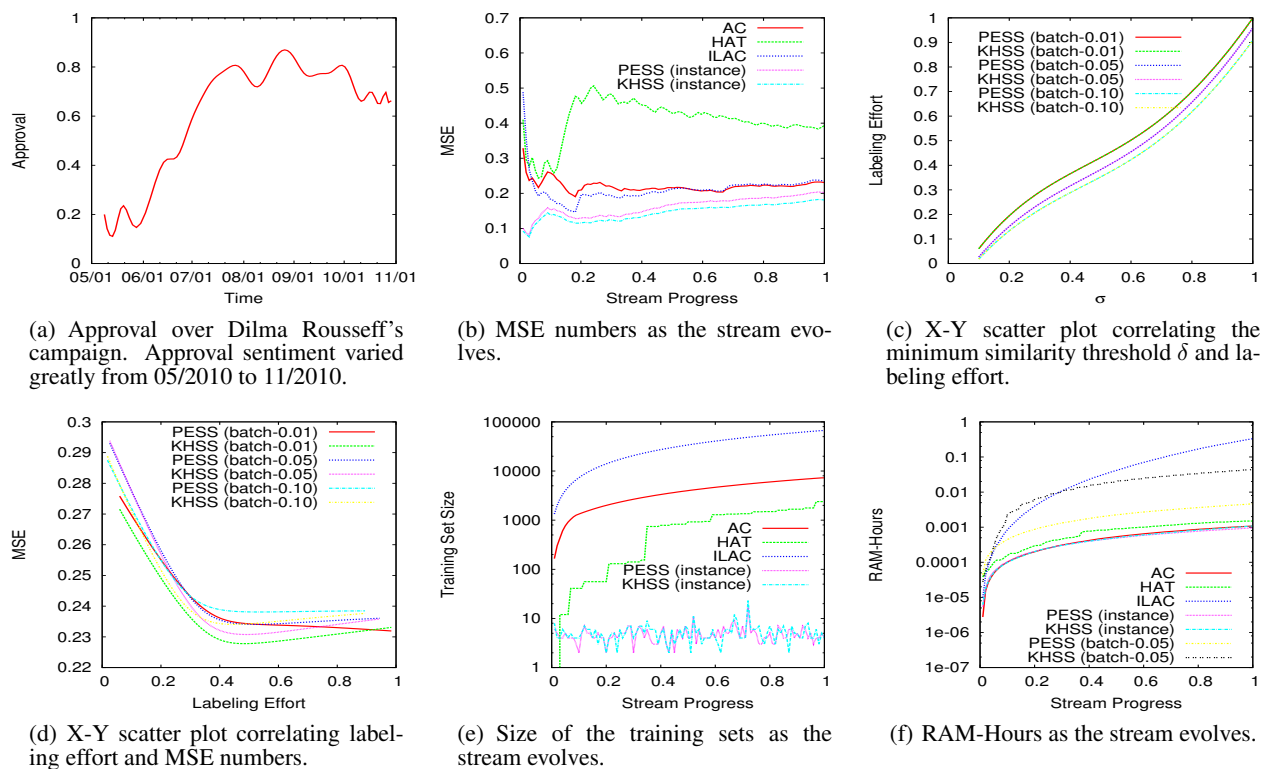 1
0.8
0.6
0.4
0.2
0
Approval
05/01 06/01 07/01 08/01 09/01 10/01 11/01
Time
(a) Approval over Dilma Rousseff's
campaign. Approval sentiment varied
greatly from 05/2010 to 11/2010.
0.7
0.6
0.5
0.4
0.3
0.2
0.1
0
MSE
AC
HAT
ILAC
PESS (instance)
KHSS (instance)
0 0.2 0.4 0.6 0.8 1
Stream Progress
(b) MSE numbers as the stream evo-
lves.
1
0.9
0.8
0.7
0.6
0.5
0.4
0.3
0.2
0.1
0
Labeling Effort
PESS (batch-0.01)
KHSS (batch-0.01)
PESS (batch-0.05)
KHSS (batch-0.05)
PESS (batch-0.10)
KHSS (batch-0.10)
0 0.2 0.4 0.6 0.8 1
σ
(c) X-Y scatter plot correlating the
minimum similarity threshold δ and la-
beling effort.
0.3
0.29
0.28
0.27
0.26
0.25
0.24
0.23
0.22
MSE
PESS (batch-0.01)
KHSS (batch-0.01)
PESS (batch-0.05)
KHSS (batch-0.05)
PESS (batch-0.10)
KHSS (batch-0.10)
0 0.2 0.4 0.6 0.8 1
Labeling Effort
(d) X-Y scatter plot correlating label-
ing effort and MSE numbers.
100000
10000
1000
100
10
1
Training Set Size
AC
HAT
ILAC
PESS (instance)
KHSS (instance)
0 0.2 0.4 0.6 0.8 1
Stream Progress
(e) Size of the training sets as the
stream evolves.
1
0.1
0.01
0.001
0.0001
1e-05
1e-06
1e-07
RAM-Hours
AC
HAT
ILAC
PESS (instance)
KHSS (instance)
PESS (batch-0.05)
KHSS (batch-0.05)
0 0.2 0.4 0.6 0.8 1
Stream Progress
(f) RAM-Hours as the stream evolves.